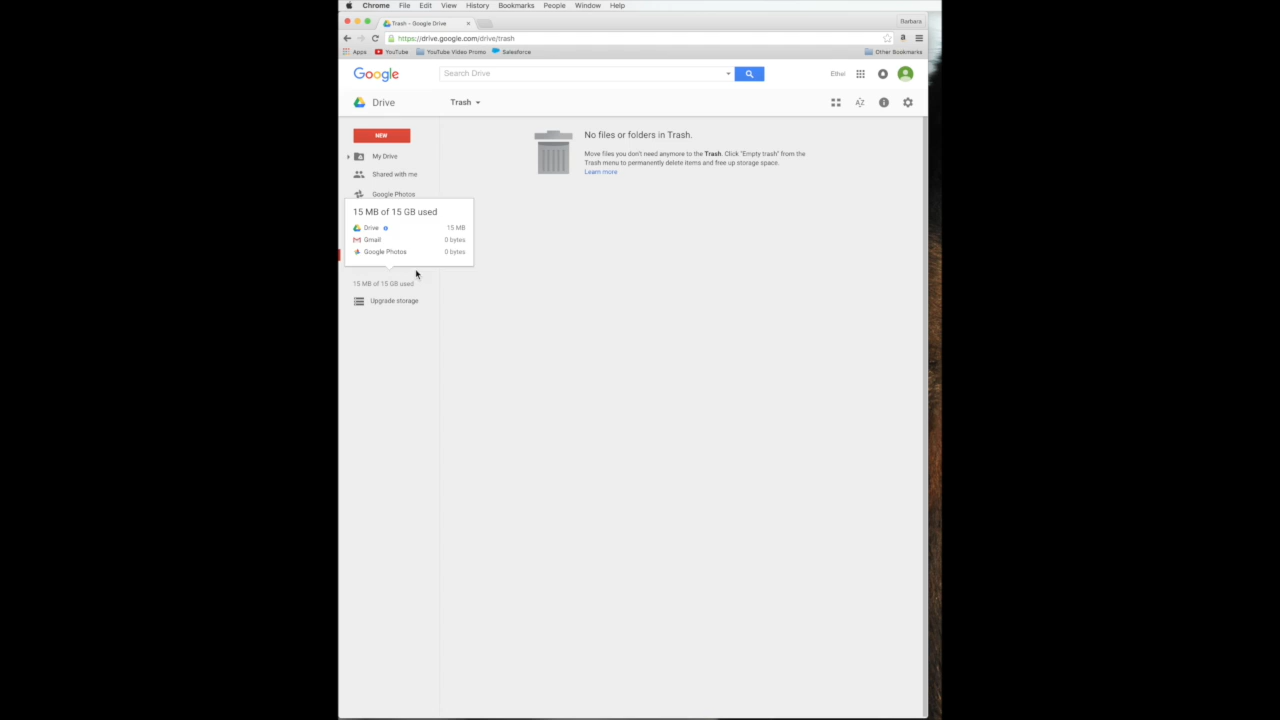 Chrome File Edit View History Bookmarks People Window Help
Trash - Google Drive
Barbara
https://drive.google.com/drive/trash
Apps YouTube YouTube Video Promo Salesforce Other Bookmarks
Google Search Drive Ethel
Drive Trash
NEW
No files or folders in Trash.
Move files you don't need anymore to the Trash. Click "Empty trash" from the
Trash menu to permanently delete items and free up storage space.
Learn more
My Drive
Shared with me
Google Photos
15 MB of 15 GB used
Drive 15 MB
Gmail 0 bytes
Google Photos 0 bytes
15 MB of 15 GB used
Upgrade storage